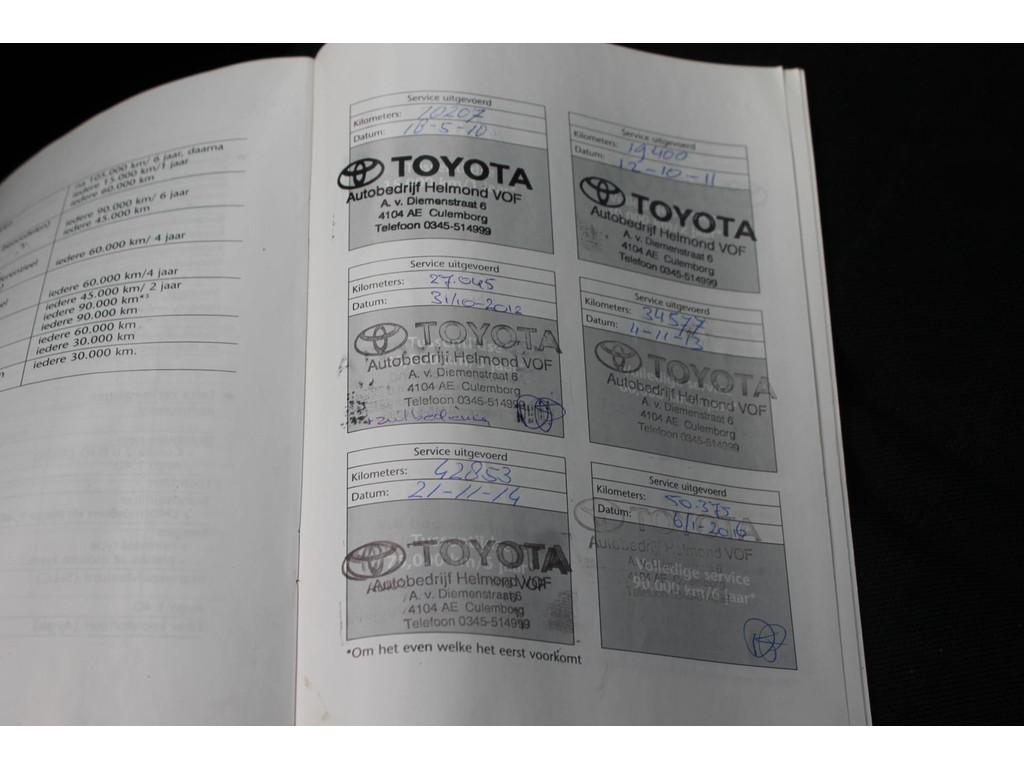 na 105.000 km/ 6 jaar, daarna
iedere 15.000 km/1 jaar
iedere 60.000 km
iedere 90.000 km/ 6 jaar
iedere 45.000 km
iedere 60.000 km/ 4 jaar
iedere 60.000 km/4 jaar
iedere 45.000 km/ 2 jaar
iedere 90.000 km*³
iedere 90.000 km
iedere 60.000 km
iedere 30.000 km
iedere 30.000 km.
Service uitgevoerd
Kilometers: 10207
Datum: 18-5-10
TOYOTA
Autobedrijf Helmond VOF
A. v. Diemenstraat 6
4104 AE Culemborg
Telefoon 0345-514999
Service uitgevoerd
Kilometers: 19400
Datum: 12-10-11
TOYOTA
Autobedrijf Helmond VOF
A. v. Diemenstraat 6
4104 AE Culemborg
Telefoon 0345-514999
Service uitgevoerd
Kilometers: 27.045
Datum: 31/10-2012
TOYOTA
Autobedrijf Helmond VOF
A. v. Diemenstraat 6
4104 AE Culemborg
Telefoon 0345-514999
Service uitgevoerd
Kilometers: 34577
Datum: 4-11-13
TOYOTA
Autobedrijf Helmond VOF
A. v. Diemenstraat 6
4104 AE Culemborg
Telefoon 0345-514999
Service uitgevoerd
Kilometers: 42853
Datum: 21-11-14
TOYOTA
Autobedrijf Helmond VOF
A. v. Diemenstraat 6
4104 AE Culemborg
Telefoon 0345-514999
Service uitgevoerd
Kilometers: 50.375
Datum: 6/1-2016
TOYOTA
Autobedrijf Helmond VOF
Volledige service
90.000 km/6 jaar*
*Om het even welke het eerst voorkomt